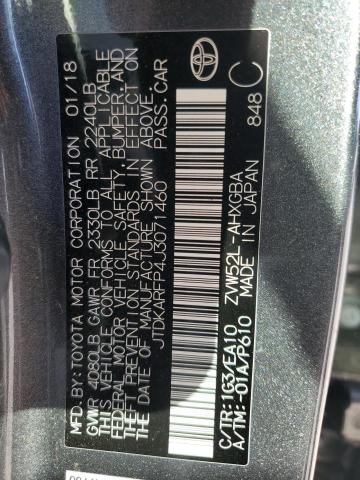 MFD.BY:TOYOTA MOTOR CORPORATION 01/18
GVWR 4080LB GAWR FR 2330LB RR 2240LB
THIS VEHICLE CONFORMS TO ALL APPLICABLE
FEDERAL MOTOR VEHICLE SAFETY, BUMPER, AND
THEFT PREVENTION STANDARDS IN EFFECT ON
THE DATE OF MANUFACTURE SHOWN ABOVE.
JTDKARFP4J3071460 PASS.CAR
C/TR:1G3/EA10 ZVW52L-AHXGBA
A/TM:-01A/P610 MADE IN JAPAN
848 C